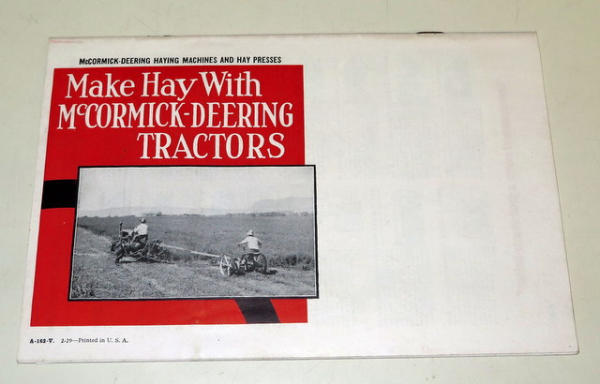 McCORMICK-DEERING HAYING MACHINES AND HAY PRESSES
Make Hay With
McCORMICK-DEERING
TRACTORS
A-162-V. 2-29—Printed in U. S. A.